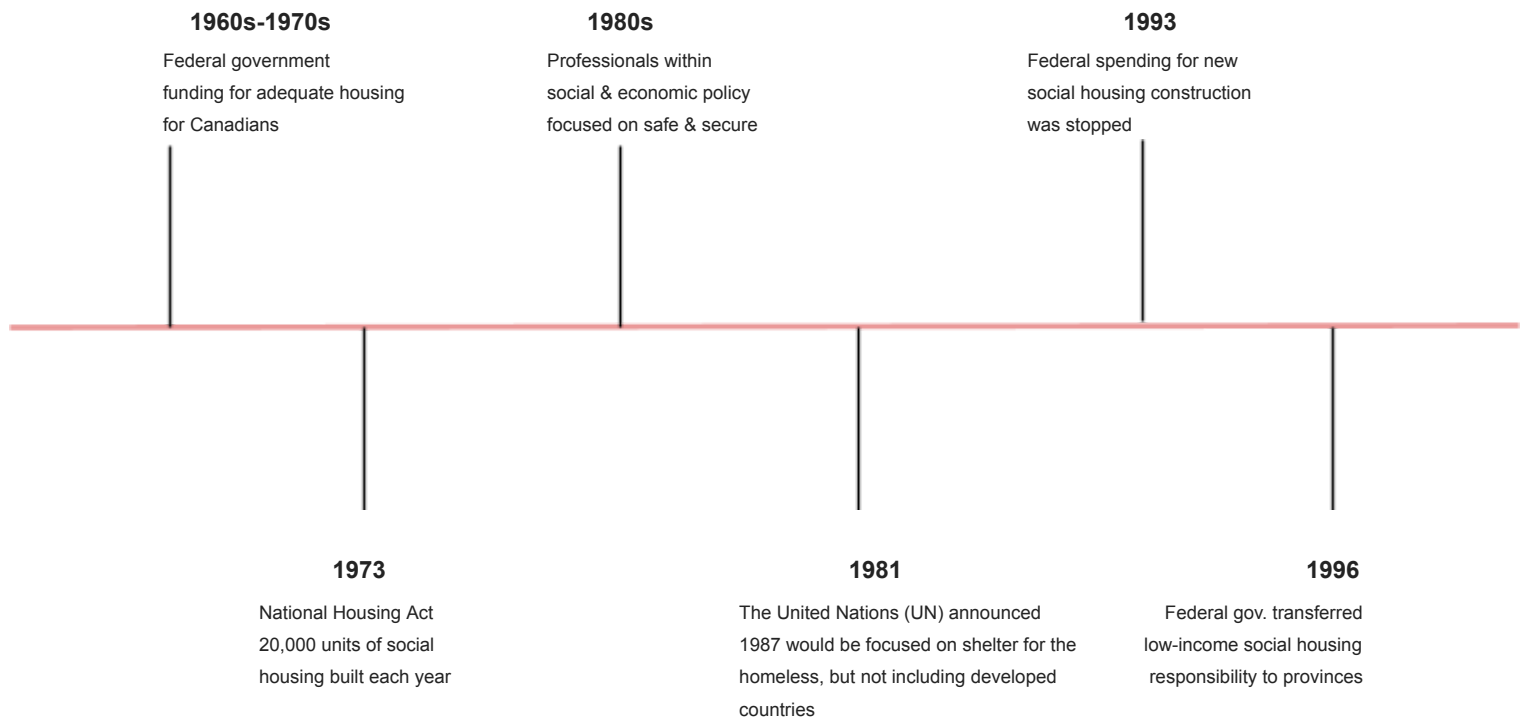 1960s-1970s
Federal government
funding for adequate housing
for Canadians
1973
National Housing Act
20,000 units of social
housing built each year
1980s
Professionals within
social & economic policy
focused on safe & secure
1981
The United Nations (UN) announced
1987 would be focused on shelter for the
homeless, but not including developed
countries
1993
Federal spending for new
social housing construction
was stopped
1996
Federal gov. transferred
low-income social housing
responsibility to provinces